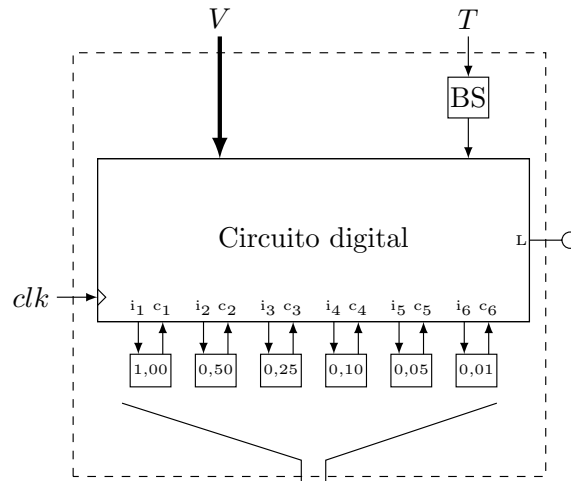 V T
BS
Circuito digital
L
clk
i1 c1 i2 c2 i3 c3 i4 c4 i5 c5 i6 c6
1,00 0,50 0,25 0,10 0,05 0,01